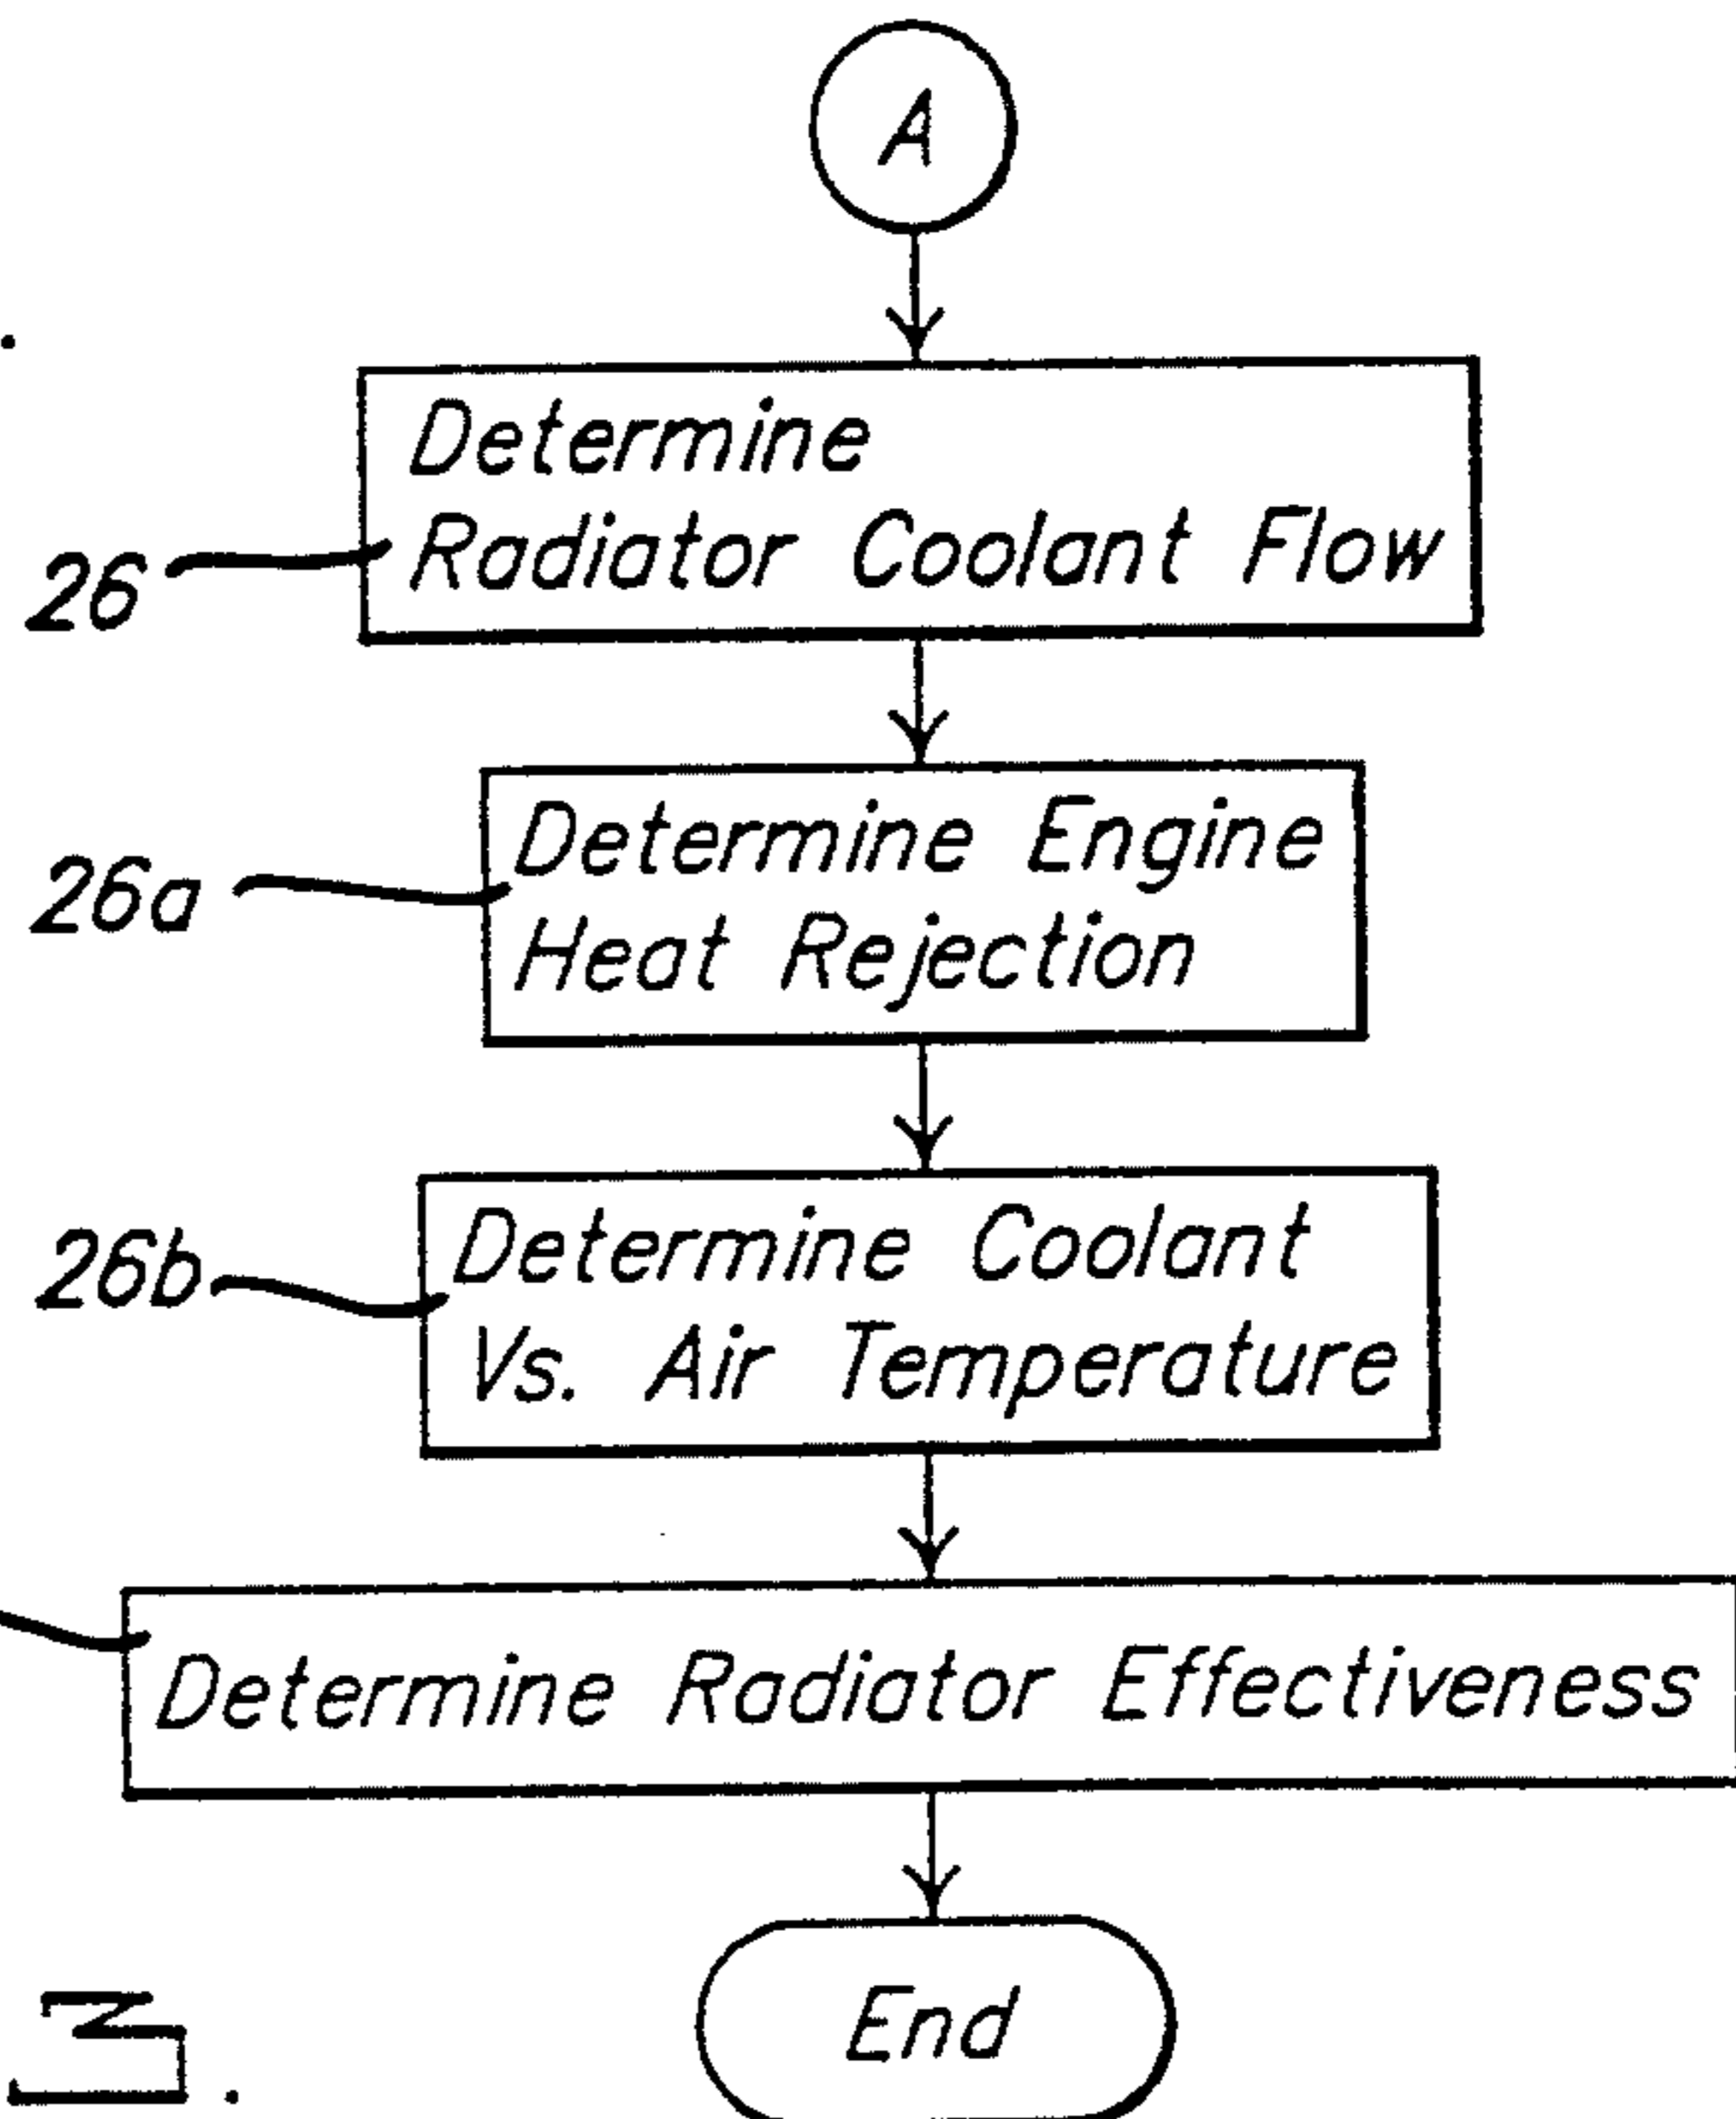 A
Determine
Radiator Coolant Flow
26
Determine Engine
Heat Rejection
26a
Determine Coolant
Vs. Air Temperature
26b
Determine Radiator Effectiveness
End
3.